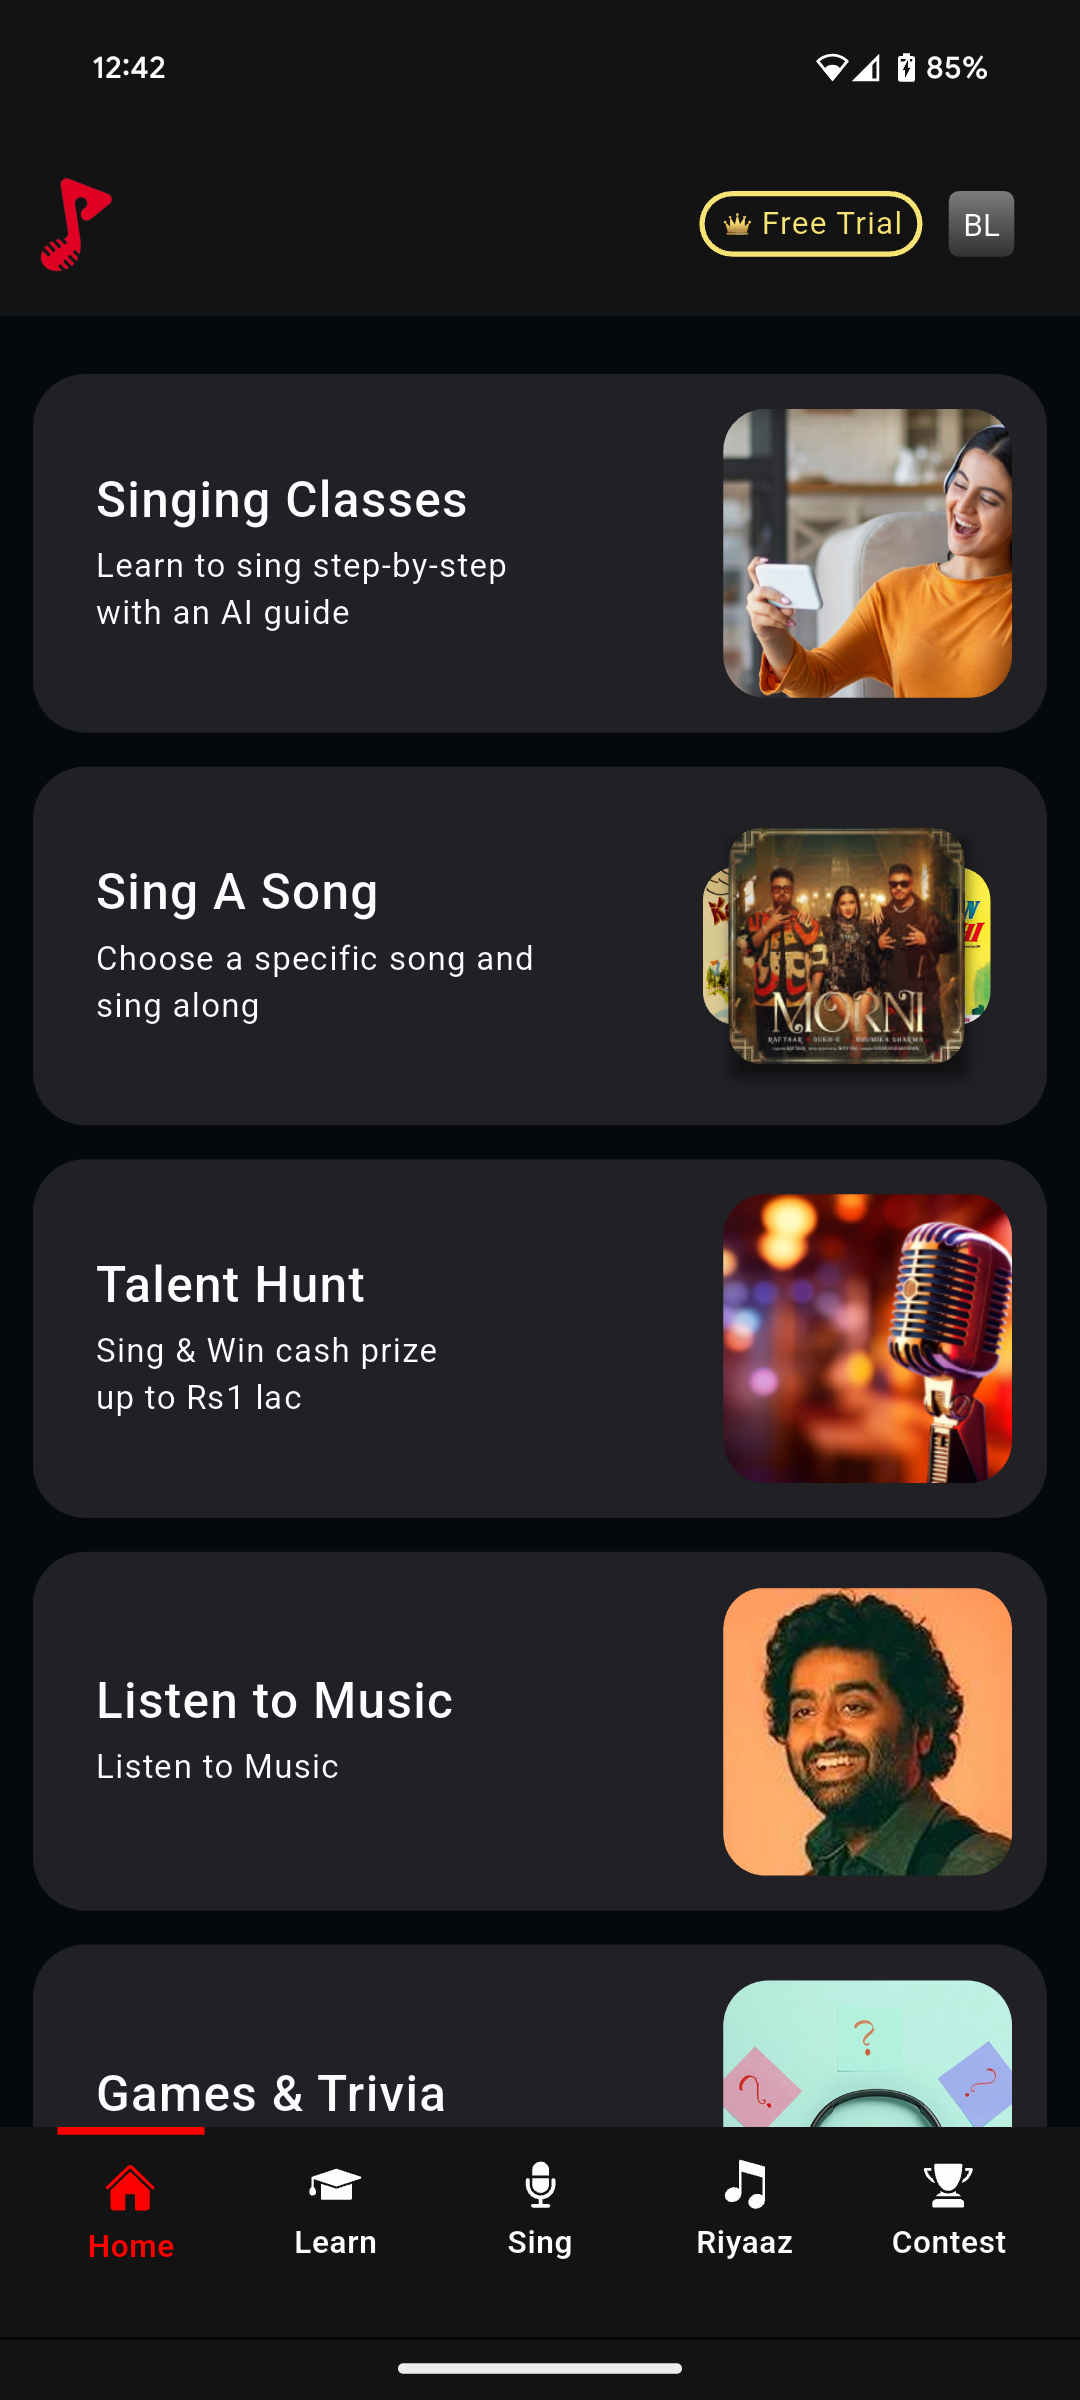 12:42
85%
Free Trial
BL
Singing Classes
Learn to sing step-by-step
with an AI guide
Sing A Song
Choose a specific song and
sing along
MORNI
RAFTAAR SUKH-E BHUMIKA SHARMA
Talent Hunt
Sing & Win cash prize
up to Rs1 lac
Listen to Music
Listen to Music
? ? ?
Games & Trivia
Home
Learn
Sing
Riyaaz
Contest